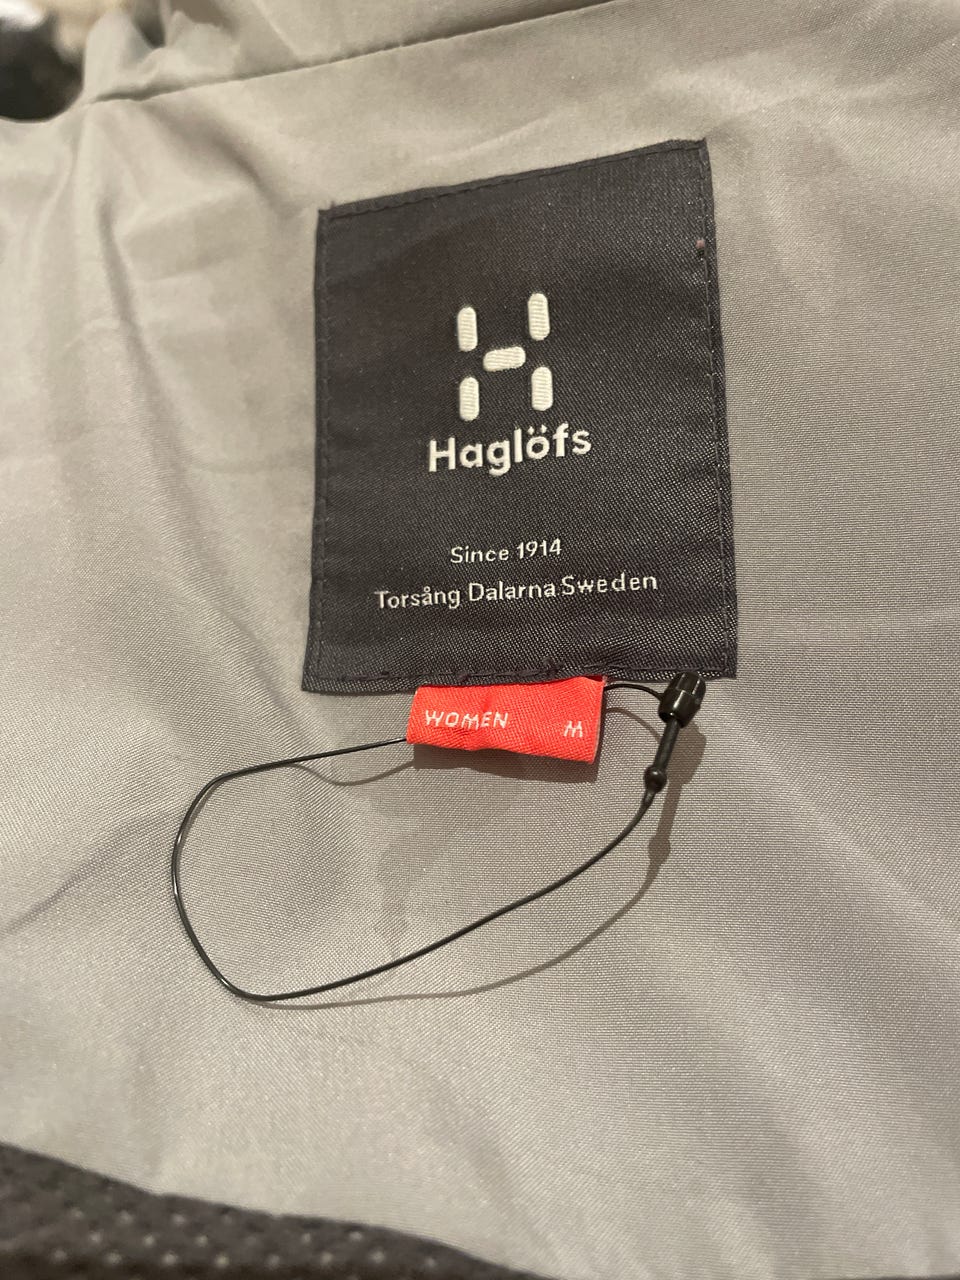 Haglöfs
Since 1914
Torsång Dalarna Sweden
WOMEN M